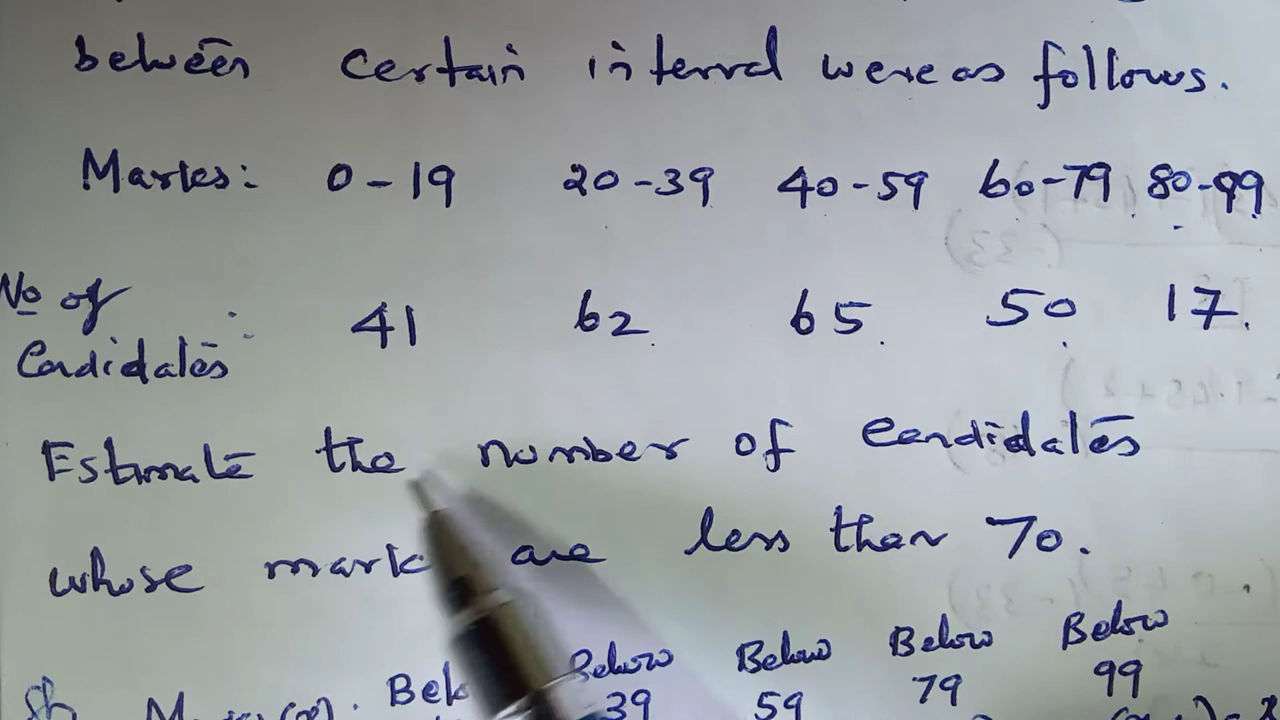 between certain interval were as follows.
Marks: 0-19 20-39 40-59 60-79 80-99
No of
Candidates : 41 62 65 50 17.
Estimate the number of candidates
whose mark are less than 70.
Below Below Below Below
39 59 79 99